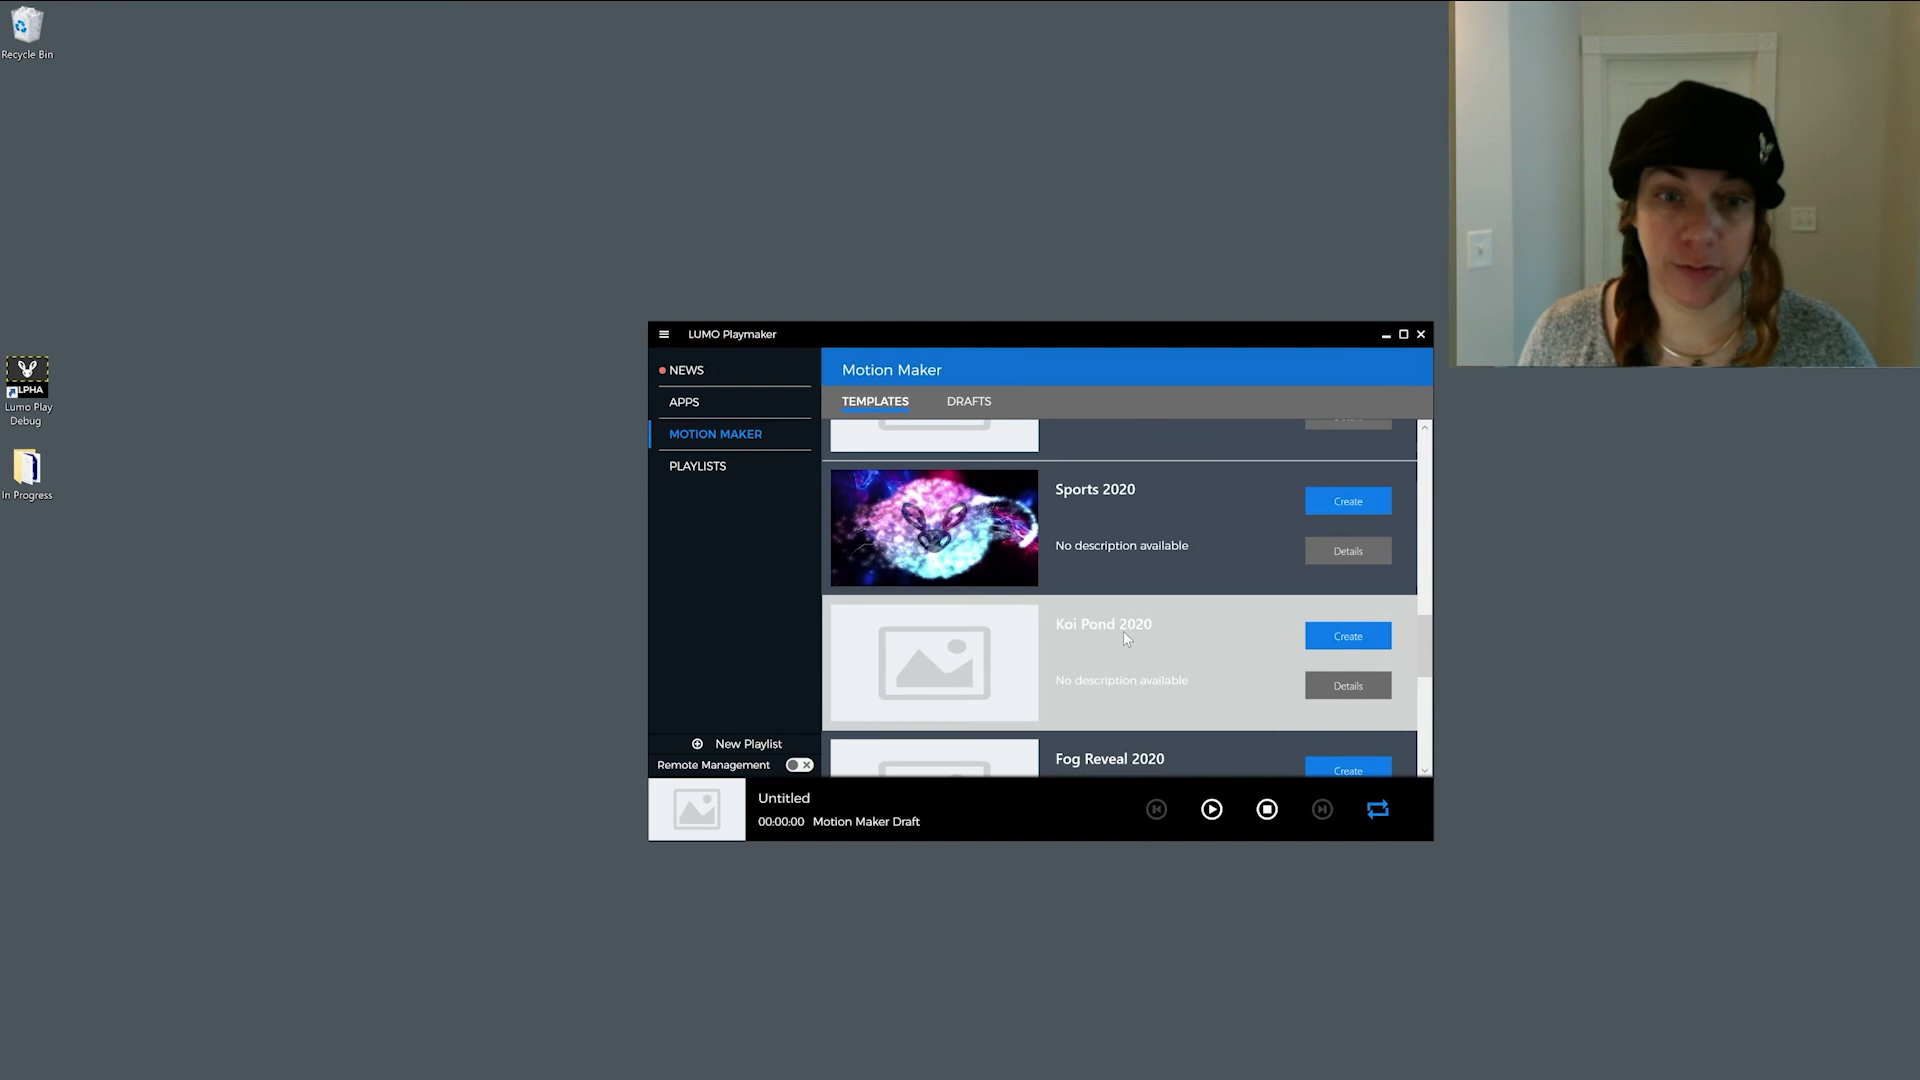 Recycle Bin
LPHA
Lumo Play
Debug
In Progress
LUMO Playmaker
NEWS
APPS
MOTION MAKER
PLAYLISTS
New Playlist
Remote Management
Motion Maker
TEMPLATES
DRAFTS
Sports 2020
No description available
Create
Details
Koi Pond 2020
No description available
Create
Details
Fog Reveal 2020
Create
Untitled
00:00:00 Motion Maker Draft